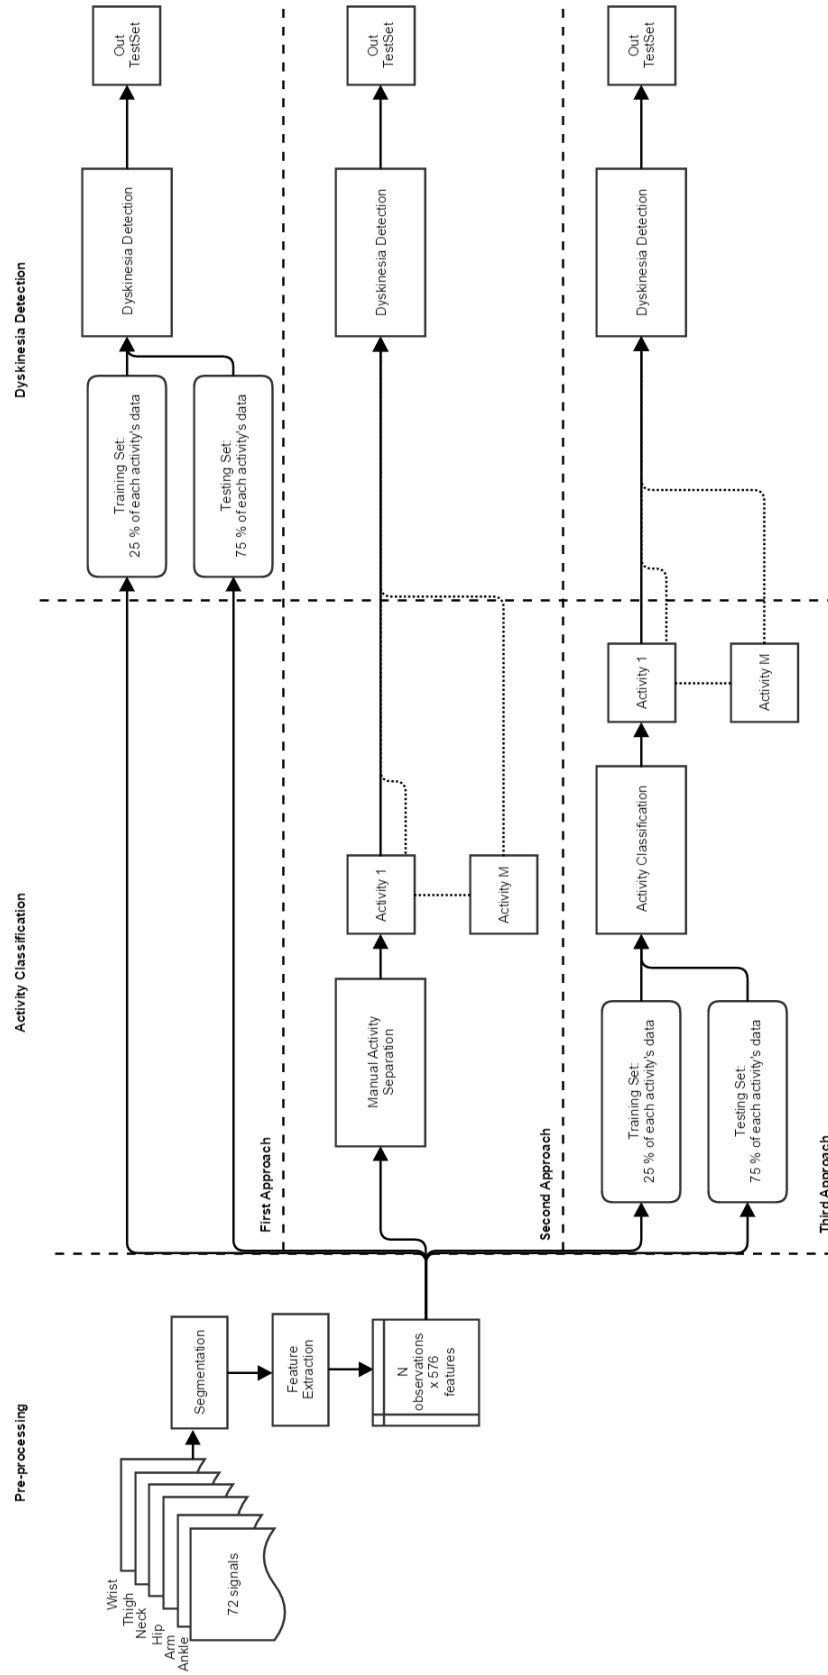 Pre-processing
Activity Classification
Dyskinesia Detection
Wrist
Thigh
Neck
Hip
Arm
Ankle
72 signals
Segmentation
Feature
Extraction
N
observations
x 576
features
First Approach
Training Set:
25 % of each activity's data
Testing Set:
75 % of each activity's data
Dyskinesia Detection
Out
TestSet
Second Approach
Manual Activity
Separation
Activity 1
Activity M
Dyskinesia Detection
Out
TestSet
Third Approach
Training Set:
25 % of each activity's data
Testing Set:
75 % of each activity's data
Activity Classification
Activity 1
Activity M
Dyskinesia Detection
Out
TestSet